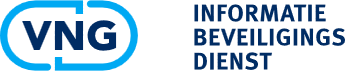 VNG
INFORMATIE
BEVEILIGINGS
DIENST